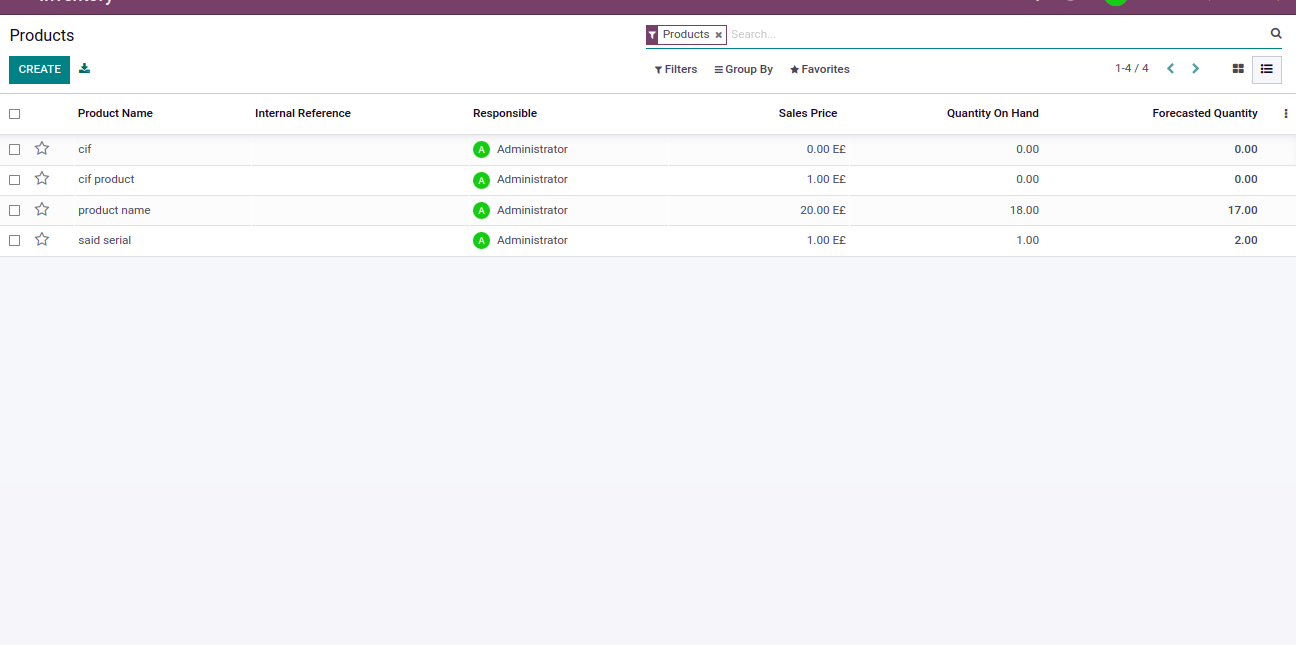 Inventory
Products
Products × Search...
CREATE
Filters Group By Favorites
1-4 / 4
Product Name Internal Reference Responsible Sales Price Quantity On Hand Forecasted Quantity
cif A Administrator 0.00 E£ 0.00 0.00
cif product A Administrator 1.00 E£ 0.00 0.00
product name A Administrator 20.00 E£ 18.00 17.00
said serial A Administrator 1.00 E£ 1.00 2.00